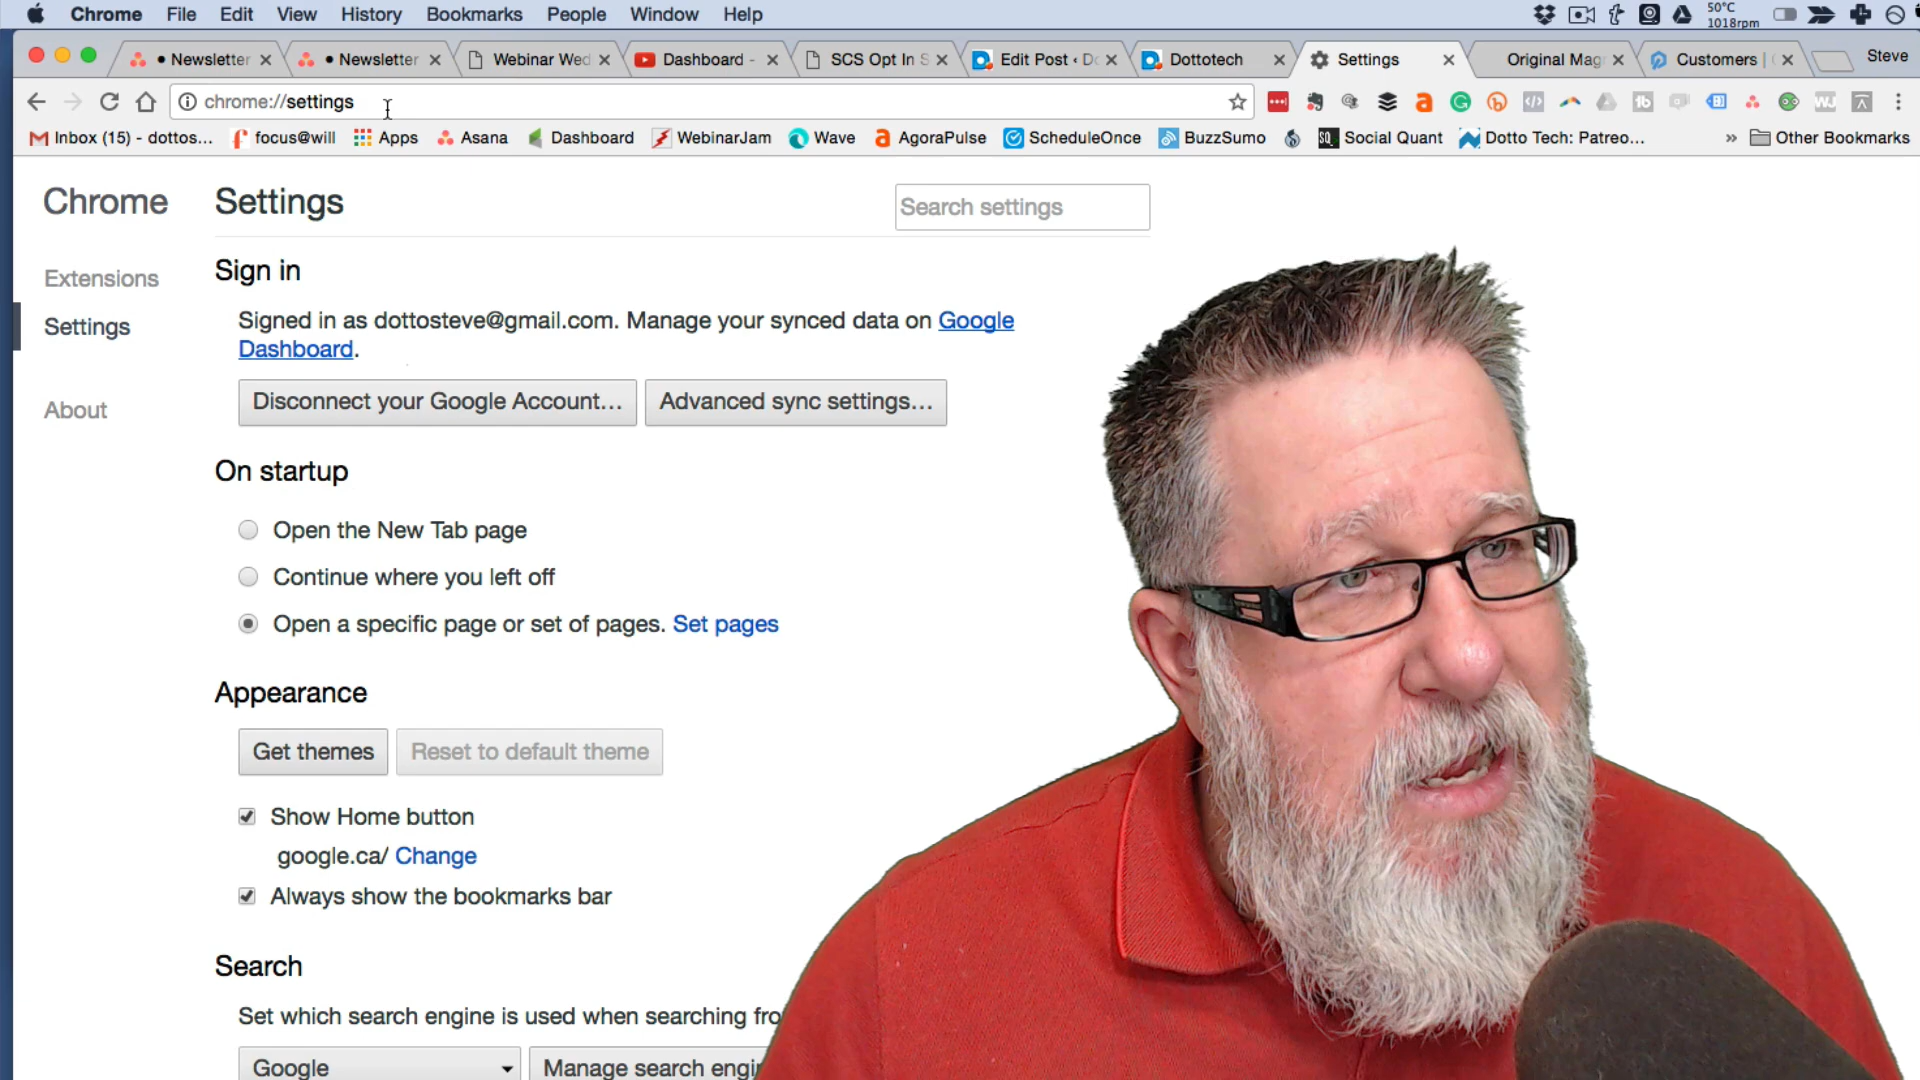 Chrome File Edit View History Bookmarks People Window Help 50°C
1018rpm
• Newsletter • Newsletter Webinar Wed Dashboard - SCS Opt In S Edit Post ‹ Do Dottotech Settings Original Mag Customers | Steve
chrome://settings
Inbox (15) - dottos... focus@will Apps Asana Dashboard WebinarJam Wave AgoraPulse ScheduleOnce BuzzSumo SQ Social Quant Dotto Tech: Patreo... » Other Bookmarks
Chrome Settings Search settings
Extensions
Settings
About
Sign in
Signed in as dottosteve@gmail.com. Manage your synced data on Google
Dashboard.
Disconnect your Google Account... Advanced sync settings...
On startup
Open the New Tab page
Continue where you left off
Open a specific page or set of pages. Set pages
Appearance
Get themes Reset to default theme
Show Home button
google.ca/ Change
Always show the bookmarks bar
Search
Set which search engine is used when searching fro
Google Manage search engi